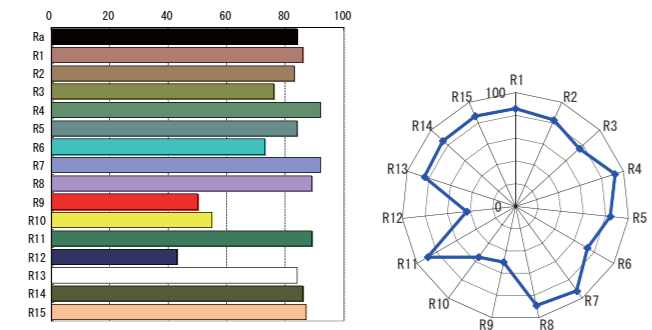 0 20 40 60 80 100
Ra
R1
R2
R3
R4
R5
R6
R7
R8
R9
R10
R11
R12
R13
R14
R15
R1
100
R15 R2
R14 R3
R13 R4
0
R12 R5
R11 R6
R10 R7
R9 R8